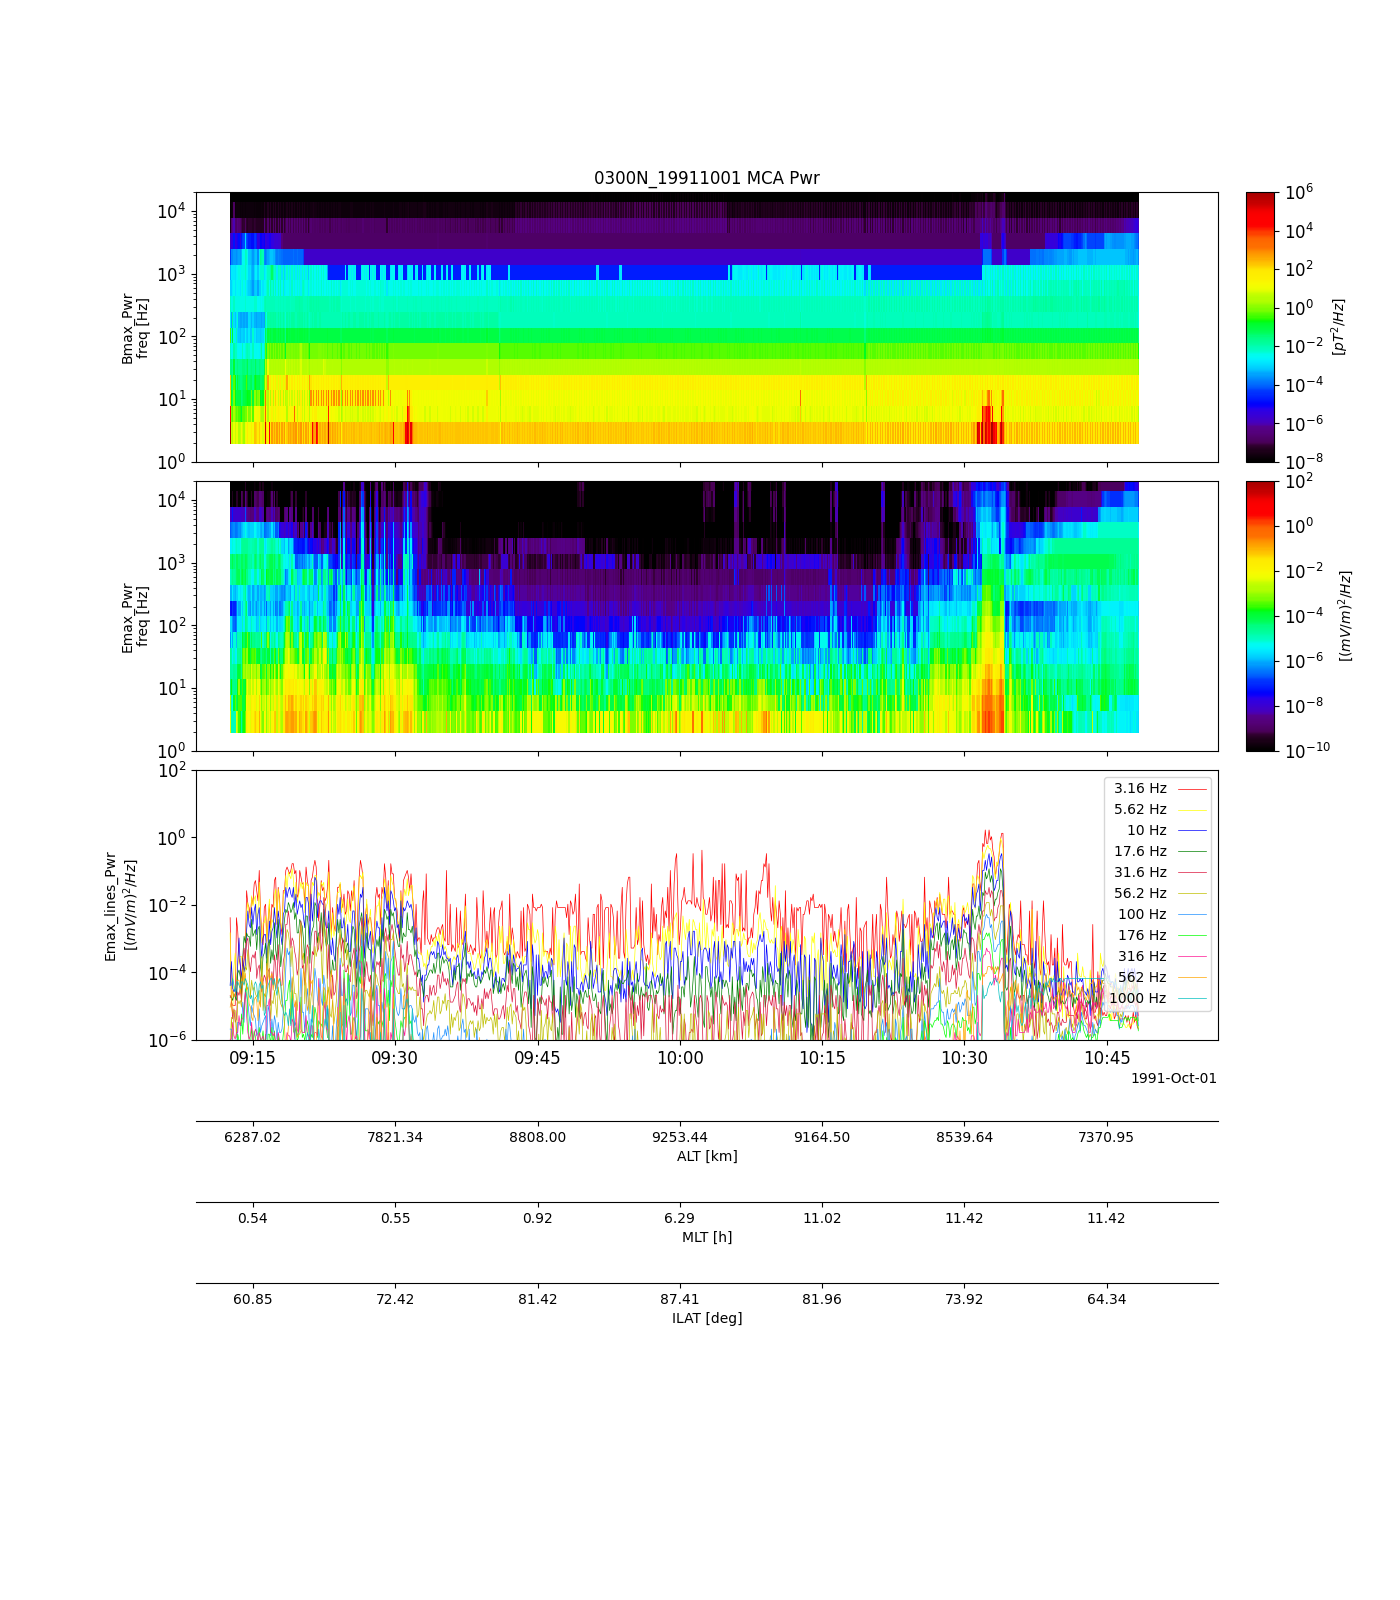 0300N_19911001 MCA Pwr
10^4
10^3
10^2
10^1
10^0
Bmax_Pwr
freq [Hz]
10^6
10^4
10^2
10^0
10^-2
10^-4
10^-6
10^-8
[pT^2/Hz]
10^4
10^3
10^2
10^1
10^0
Emax_Pwr
freq [Hz]
10^2
10^0
10^-2
10^-4
10^-6
10^-8
10^-10
[(mV/m)^2/Hz]
10^2
10^0
10^-2
10^-4
10^-6
Emax_lines_Pwr
[(mV/m)^2/Hz]
3.16 Hz
5.62 Hz
10 Hz
17.6 Hz
31.6 Hz
56.2 Hz
100 Hz
176 Hz
316 Hz
562 Hz
1000 Hz
09:15 09:30 09:45 10:00 10:15 10:30 10:45
1991-Oct-01
6287.02 7821.34 8808.00 9253.44 9164.50 8539.64 7370.95
ALT [km]
0.54 0.55 0.92 6.29 11.02 11.42 11.42
MLT [h]
60.85 72.42 81.42 87.41 81.96 73.92 64.34
ILAT [deg]